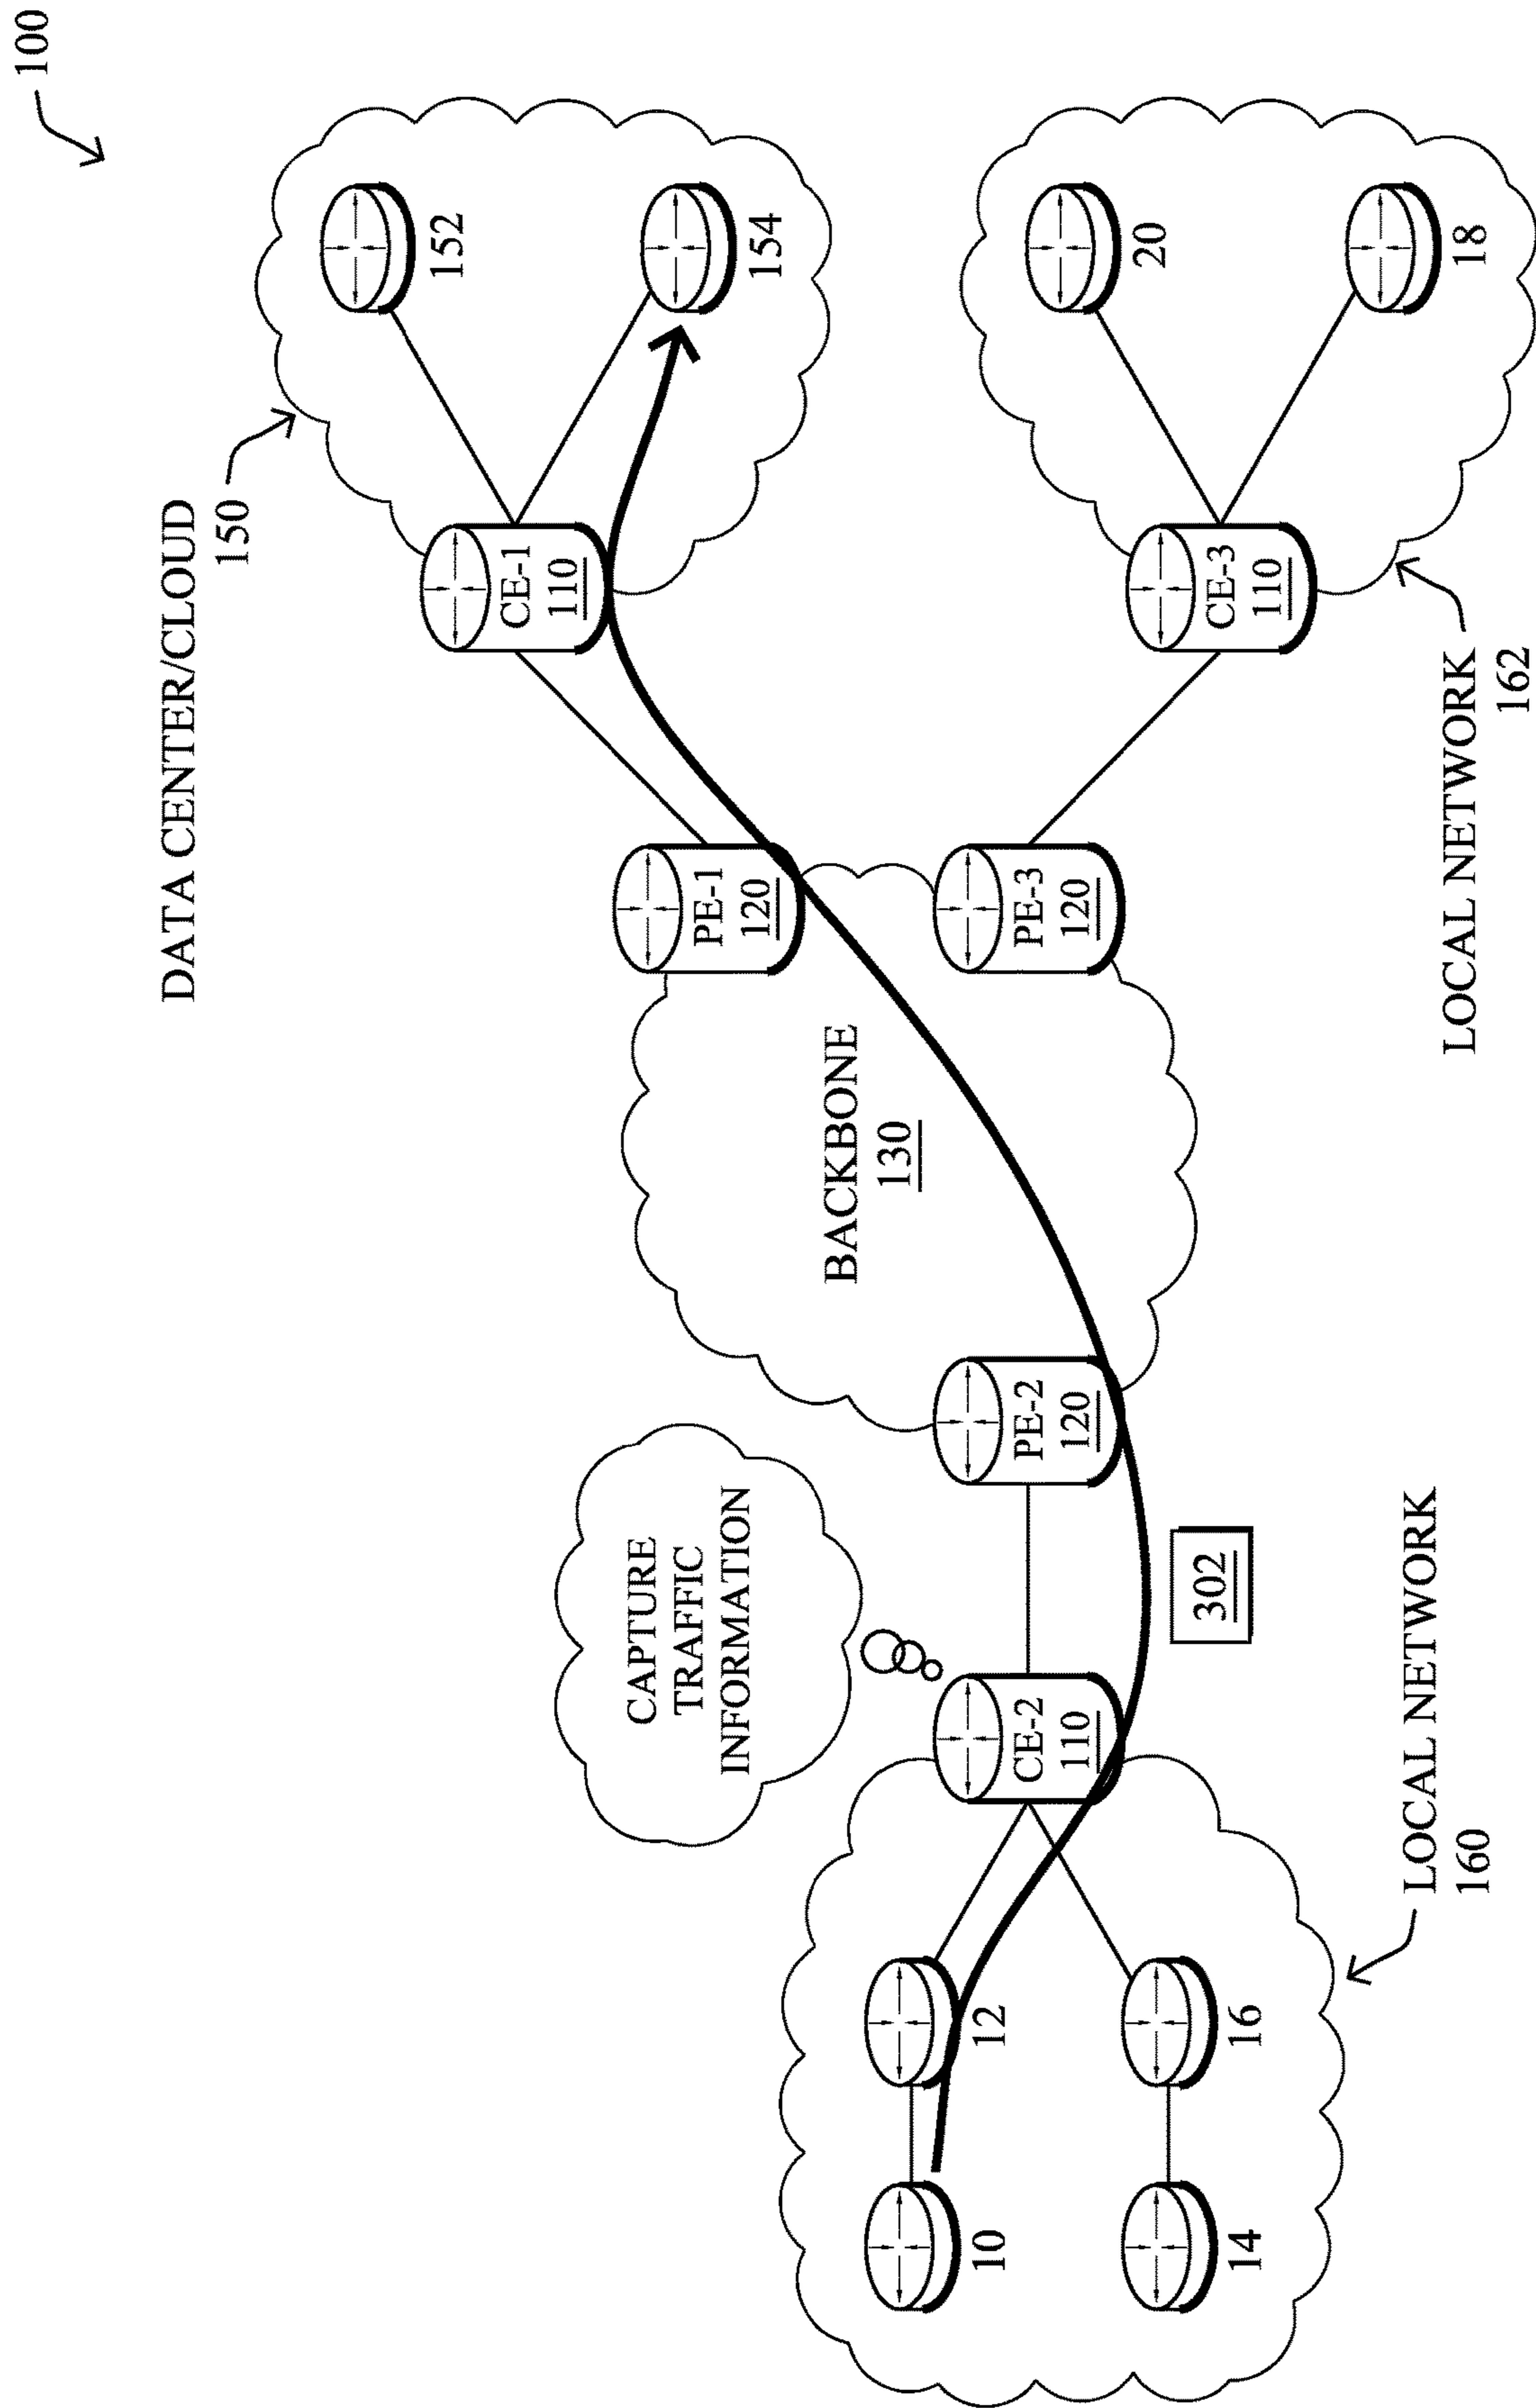 100
DATA CENTER/CLOUD
150
152
154
CE-1
110
PE-1
120
BACKBONE
130
CAPTURE
TRAFFIC
INFORMATION
10
12
CE-2
110
PE-2
120
PE-3
120
CE-3
110
20
18
14
16
302
LOCAL NETWORK
160
LOCAL NETWORK
162